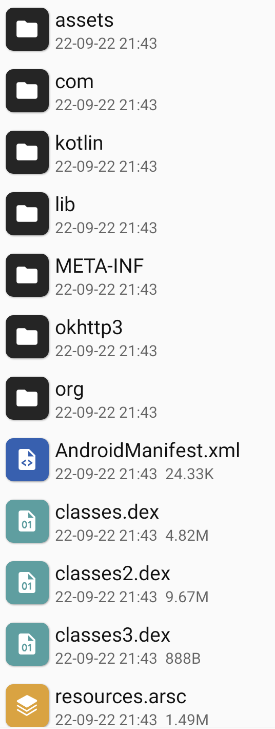 assets
22-09-22 21:43
com
22-09-22 21:43
kotlin
22-09-22 21:43
lib
22-09-22 21:43
META-INF
22-09-22 21:43
okhttp3
22-09-22 21:43
org
22-09-22 21:43
AndroidManifest.xml
22-09-22 21:43 24.33K
01
classes.dex
22-09-22 21:43 4.82M
01
classes2.dex
22-09-22 21:43 9.67M
01
classes3.dex
22-09-22 21:43 888B
resources.arsc
22-09-22 21:43 1.49M